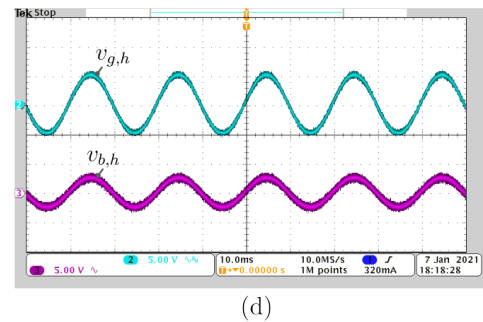 Tek Stop
T
T
v_{g,h}
2
v_{b,h}
3
2 5.00 V
3 5.00 V
10.0ms 10.0MS/s 1 7 Jan 2021
T→▼0.00000 s 1M points 320mA 18:18:28
(d)